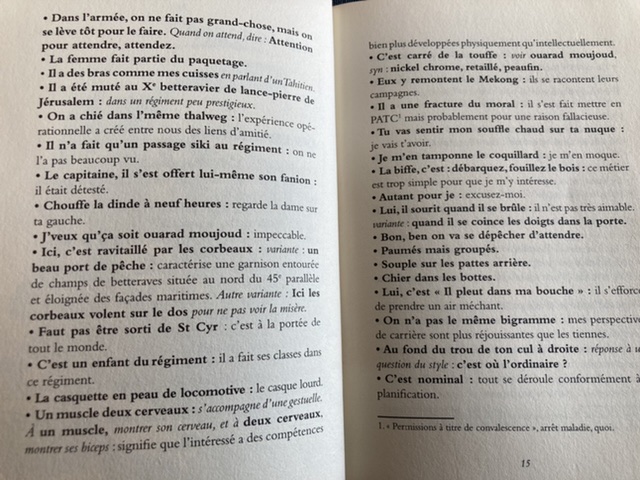 • Dans l'armée, on ne fait pas grand-chose, mais on
se lève tôt pour le faire. Quand on attend, dire : Attention
pour attendre, attendez.
• La femme fait partie du paquetage.
• Il a des bras comme mes cuisses en parlant d'un Tahitien.
• Il a été muté au Xe betteravier de lance-pierre de
Jérusalem : dans un régiment peu prestigieux.
• On a chié dans l'même thalweg : l'expérience opé-
rationnelle a créé entre nous des liens d'amitié.
• Il n'a fait qu'un passage siki au régiment : on ne
l'a pas beaucoup vu.
• Le capitaine, il s'est offert lui-même son fanion :
il était détesté.
• Chouffe la dinde à neuf heures : regarde la dame sur
ta gauche.
• J'veux qu'ça soit ouarad moujoud : impeccable.
• Ici, c'est ravitaillé par les corbeaux : variante : un
beau port de pêche : caractérise une garnison entourée
de champs de betteraves située au nord du 45e parallèle
et éloignée des façades maritimes. Autre variante : Ici les
corbeaux volent sur le dos pour ne pas voir la misère.
• Faut pas être sorti de St Cyr : c'est à la portée de
tout le monde.
• C'est un enfant du régiment : il a fait ses classes dans
ce régiment.
• La casquette en peau de locomotive : le casque lourd.
• Un muscle deux cerveaux : s'accompagne d'une gestuelle.
À un muscle, montrer son cerveau, et à deux cerveaux,
montrer ses biceps : signifie que l'intéressé a des compétences
bien plus développées physiquement qu'intellectuellement.
• C'est carré de la touffe : voir ouarad moujoud,
syn : nickel chrome, retaillé, peaufin.
• Eux y remontent le Mekong : ils se racontent leurs
campagnes.
• Il a une fracture du moral : il s'est fait mettre en
PATC1 mais probablement pour une raison fallacieuse.
• Tu vas sentir mon souffle chaud sur ta nuque :
je vais t'avoir.
• Je m'en tamponne le coquillard : je m'en moque.
• La biffe, c'est : débarquez, fouillez le bois : ce métier
est trop simple pour que je m'y intéresse.
• Autant pour je : excusez-moi.
• Lui, il sourit quand il se brûle : il n'est pas très aimable.
variante : quand il se coince les doigts dans la porte.
• Bon, ben on va se dépêcher d'attendre.
• Paumés mais groupés.
• Souple sur les pattes arrière.
• Chier dans les bottes.
• Lui, c'est « Il pleut dans ma bouche » : il s'efforce
de prendre un air méchant.
• On n'a pas le même bigramme : mes perspective
de carrière sont plus réjouissantes que les tiennes.
• Au fond du trou de ton cul à droite : réponse à u
question du style : c'est où l'ordinaire ?
• C'est nominal : tout se déroule conformément à
planification.
1. « Permissions à titre de convalescence », arrêt maladie, quoi.
15